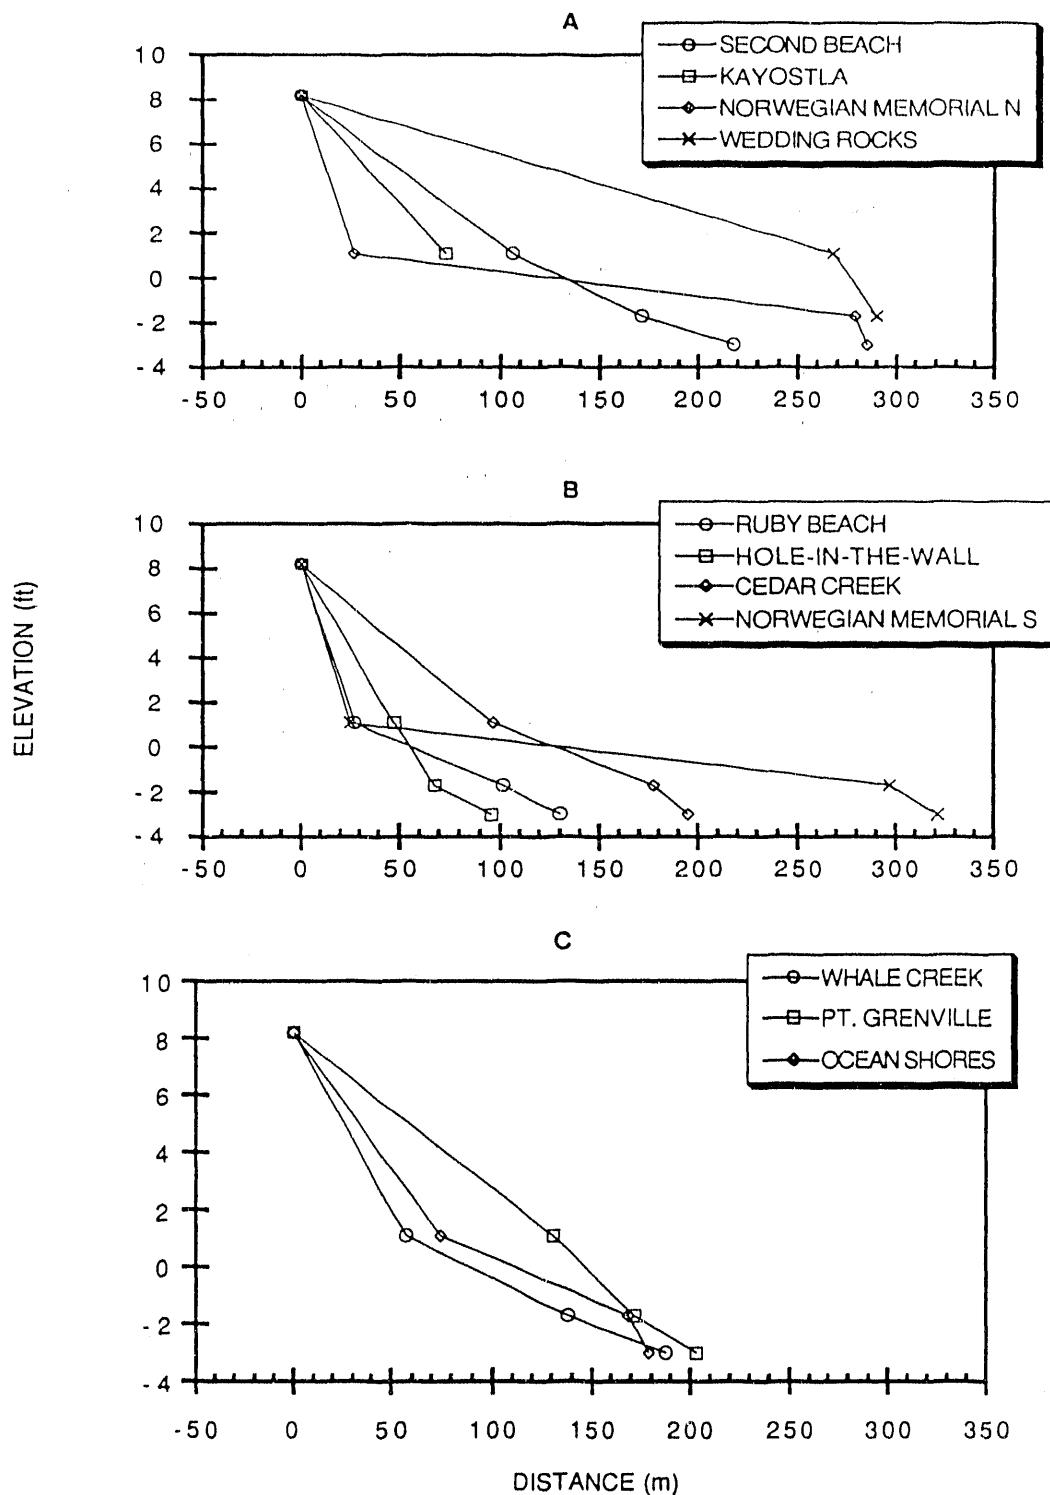 A
SECOND BEACH
KAYOSTLA
NORWEGIAN MEMORIAL N
WEDDING ROCKS
10
8
6
4
2
0
-2
-4
-50 0 50 100 150 200 250 300 350
B
RUBY BEACH
HOLE-IN-THE-WALL
CEDAR CREEK
NORWEGIAN MEMORIAL S
10
8
6
4
2
0
-2
-4
-50 0 50 100 150 200 250 300 350
ELEVATION (ft)
C
WHALE CREEK
PT. GRENVILLE
OCEAN SHORES
10
8
6
4
2
0
-2
-4
-50 0 50 100 150 200 250 300 350
DISTANCE (m)